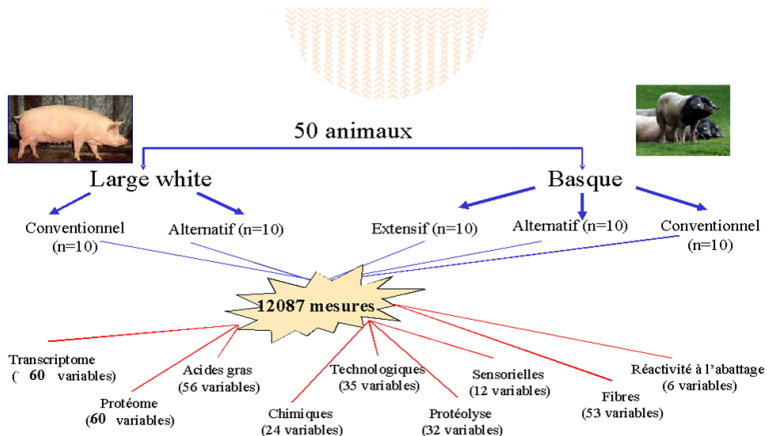 50 animaux
Large white
Basque
Conventionnel
(n=10)
Alternatif (n=10)
Extensif (n=10)
Alternatif (n=10)
Conventionnel
(n=10)
12087 mesures
Transcriptome
( 60 variables)
Protéome
(60 variables)
Acides gras
(56 variables)
Chimiques
(24 variables)
Technologiques
(35 variables)
Protéolyse
(32 variables)
Sensorielles
(12 variables)
Fibres
(53 variables)
Réactivité à l'abattage
(6 variables)